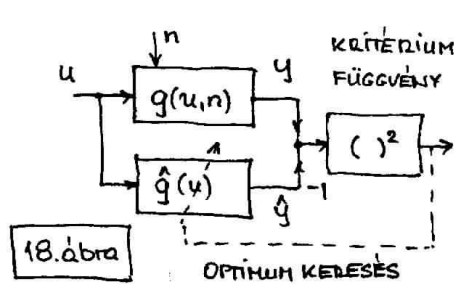 n
KRITÉRIUM
u
y
FÜGGVÉNY
g(u,n)
( )²
ĝ(u)
-1
ŷ
18.ábra
OPTIMUM KERESÉS